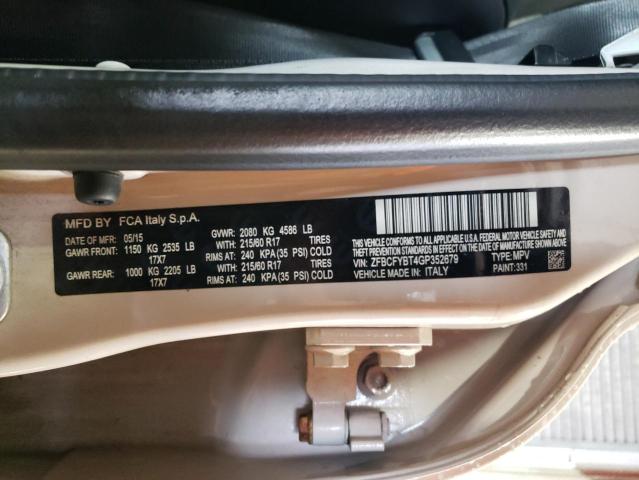 MFD BY FCA Italy S.p.A.
DATE OF MFR: 05/15 GVWR: 2080 KG 4586 LB
GAWR FRONT: 1150 KG 2535 LB WITH: 215/60 R17 TIRES
17X7 RIMS AT: 240 KPA (35 PSI) COLD
GAWR REAR: 1000 KG 2205 LB WITH: 215/60 R17 TIRES
17X7 RIMS AT: 240 KPA (35 PSI) COLD
THIS VEHICLE CONFORMS TO ALL APPLICABLE U.S.A. FEDERAL MOTOR VEHICLE SAFETY
BUMPER AND THEFT PREVENTION STANDARDS IN EFFECT ON THE DATE OF MANUFACTURE
VIN: ZFBCFYBT4GP352679 TYPE: MPV
VEHICLE MADE IN: ITALY PAINT: 331